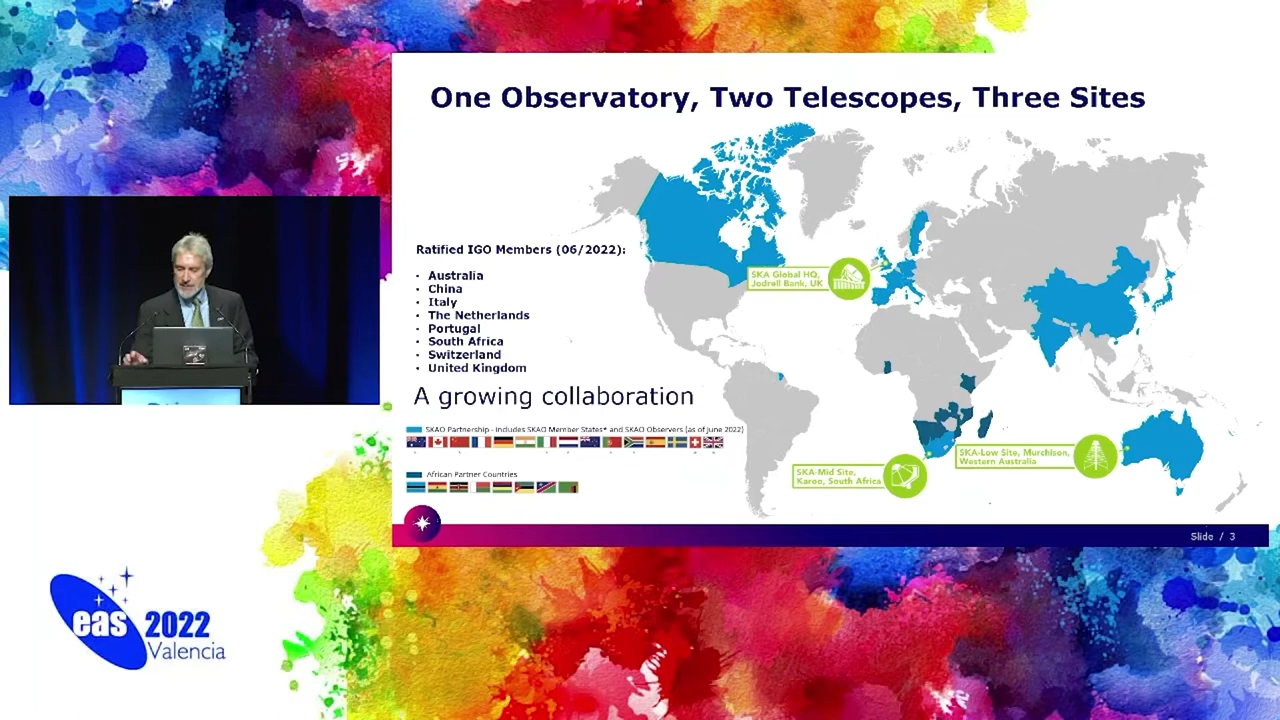 One Observatory, Two Telescopes, Three Sites
Ratified IGO Members (06/2022):
• Australia
• China
• Italy
• The Netherlands
• Portugal
• South Africa
• Switzerland
• United Kingdom
A growing collaboration
SKAO Partnership - includes SKAO Member States* and SKAO Observers (as of June 2022)
African Partner Countries
SKA Global HQ,
Jodrell Bank, UK
SKA-Mid Site,
Karoo, South Africa
SKA-Low Site, Murchison,
Western Australia
Slide / 3
eas 2022
Valencia